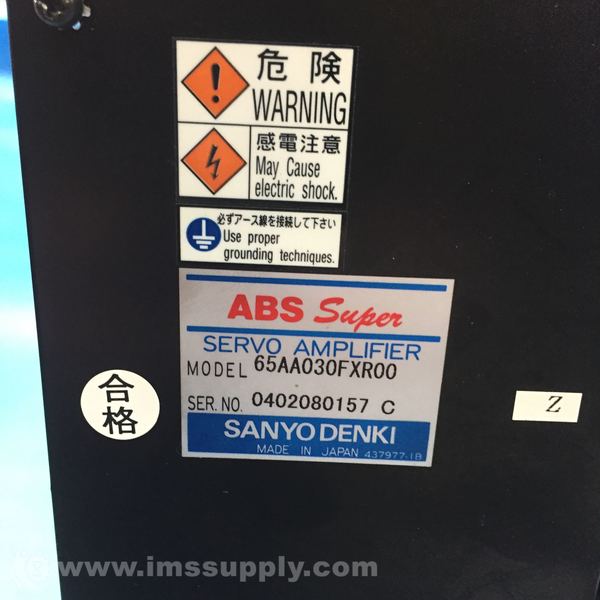 危険
WARNING
感電注意
May Cause
electric shock.
必ずアース線を接続して下さい
Use proper
grounding techniques.
ABS Super
SERVO AMPLIFIER
MODEL 65AA030FXR00
SER. NO. 0402080157 C
SANYO DENKI
MADE IN JAPAN 437977-1B
合格
Z
www.imssupply.com